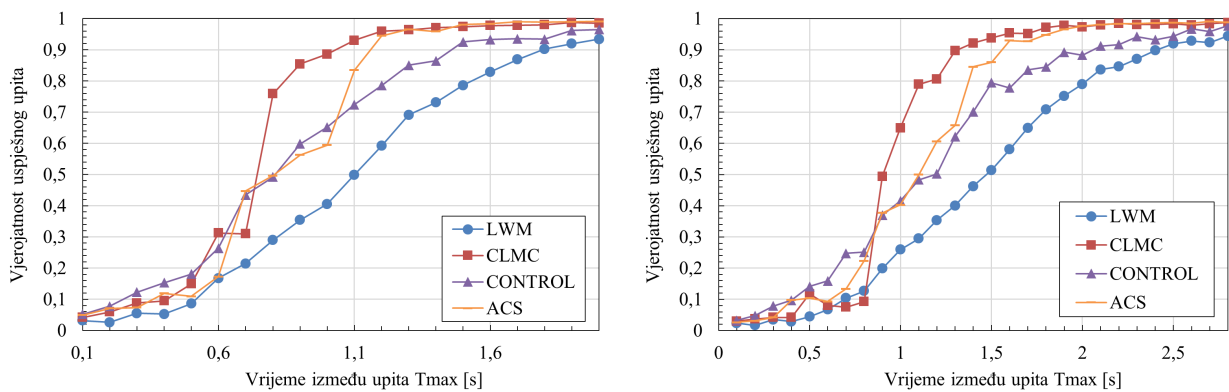 Vjerojatnost uspješnog upita
1
0,9
0,8
0,7
0,6
0,5
0,4
0,3
0,2
0,1
0
0,1
0,6
1,1
1,6
Vrijeme između upita Tmax [s]
LWM
CLMC
CONTROL
ACS
Vjerojatnost uspješnog upita
1
0,9
0,8
0,7
0,6
0,5
0,4
0,3
0,2
0,1
0
0
0,5
1
1,5
2
2,5
Vrijeme između upita Tmax [s]
LWM
CLMC
CONTROL
ACS